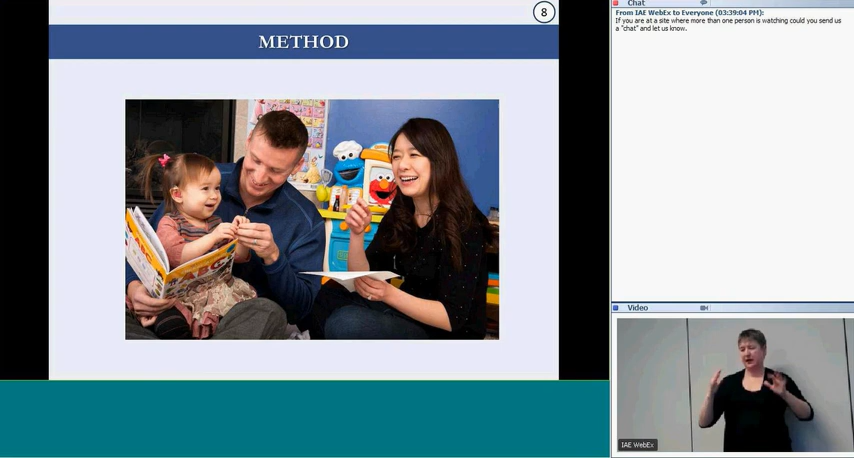 8
METHOD
ABC
Chat
From IAE WebEx to Everyone (03:39:04 PM):
If you are at a site where more than one person is watching could you send us
a "chat" and let us know.
Video
IAE WebEx